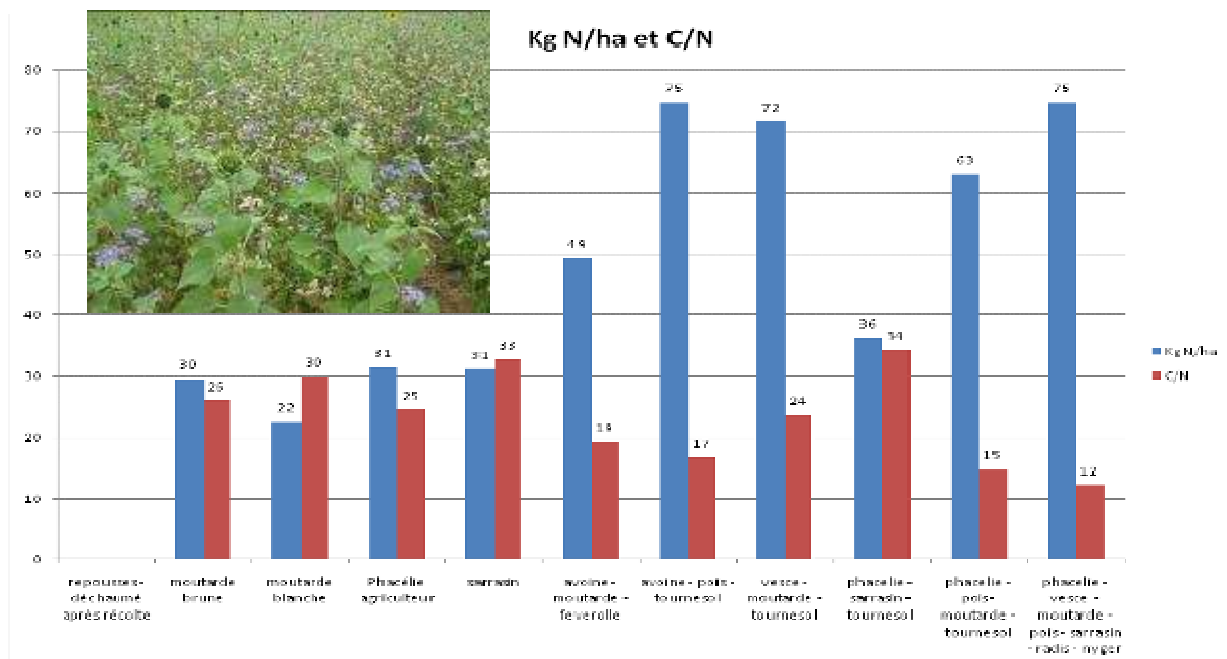 Kg N/ha et C/N
80
70
60
50
40
30
20
10
0
30
26
22
30
31
25
31
33
49
19
75
17
72
24
36
34
63
15
75
12
Kg N/ha
C/N
repousses-
déchaumé
après récolte
moutarde
brune
moutarde
blanche
Phacélie
agriculteur
sarrasin
avoine-
moutarde -
feverolle
avoine - pois -
tournesol
vesce -
moutarde -
tournesol
phacelie -
sarrasin -
tournesol
phacelie -
pois-
moutarde -
tournesol
phacelie -
vesce -
moutarde -
pois- sarrasin
- radis - nyger